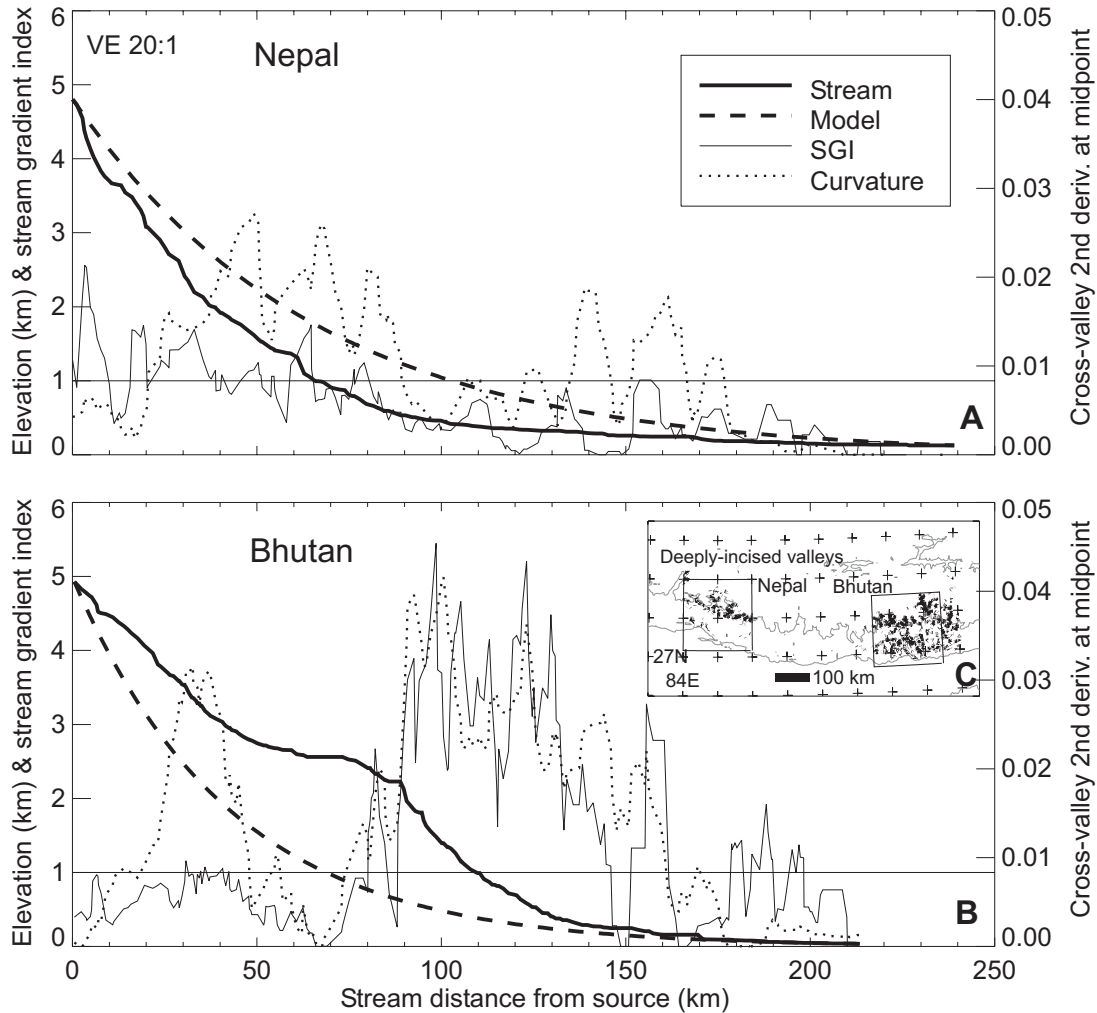 6
5
4
3
2
1
0
Elevation (km) & stream gradient index
VE 20:1
Nepal
Stream
Model
SGI
Curvature
A
0.05
0.04
0.03
0.02
0.01
0.00
Cross-valley 2nd deriv. at midpoint
6
5
4
3
2
1
0
Elevation (km) & stream gradient index
Bhutan
Deeply-incised valleys
Nepal Bhutan
27N
84E
100 km
C
B
0.05
0.04
0.03
0.02
0.01
0.00
Cross-valley 2nd deriv. at midpoint
0 50 100 150 200 250
Stream distance from source (km)